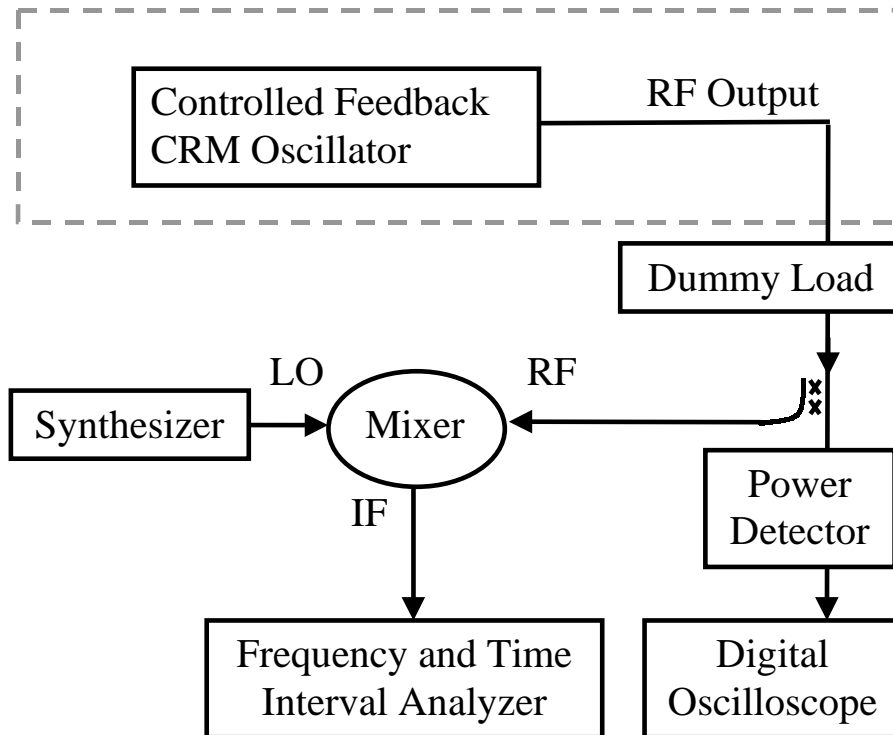 Controlled Feedback
CRM Oscillator
RF Output
Dummy Load
LO
RF
Synthesizer
Mixer
IF
Power
Detector
Frequency and Time
Interval Analyzer
Digital
Oscilloscope